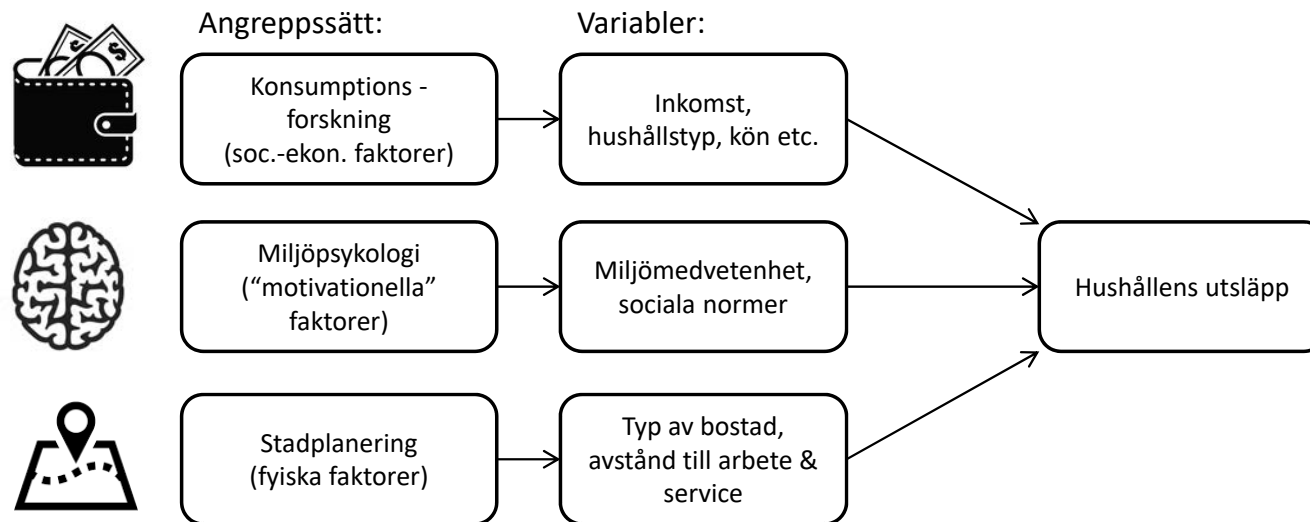 Angreppssätt:
Variabler:
Konsumptions -
forskning
(soc.-ekon. faktorer)
Inkomst,
hushållstyp, kön etc.
Miljöpsykologi
(“motivationella”
faktorer)
Miljömedvetenhet,
sociala normer
Hushållens utsläpp
Stadplanering
(fyiska faktorer)
Typ av bostad,
avstånd till arbete &
service